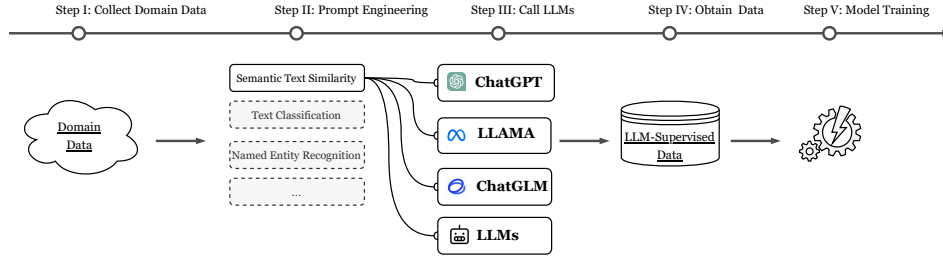 Step I: Collect Domain Data
Step II: Prompt Engineering
Step III: Call LLMs
Step IV: Obtain Data
Step V: Model Training
Domain
Data
Semantic Text Similarity
Text Classification
Named Entity Recognition
...
ChatGPT
LLAMA
ChatGLM
LLMs
LLM-Supervised
Data